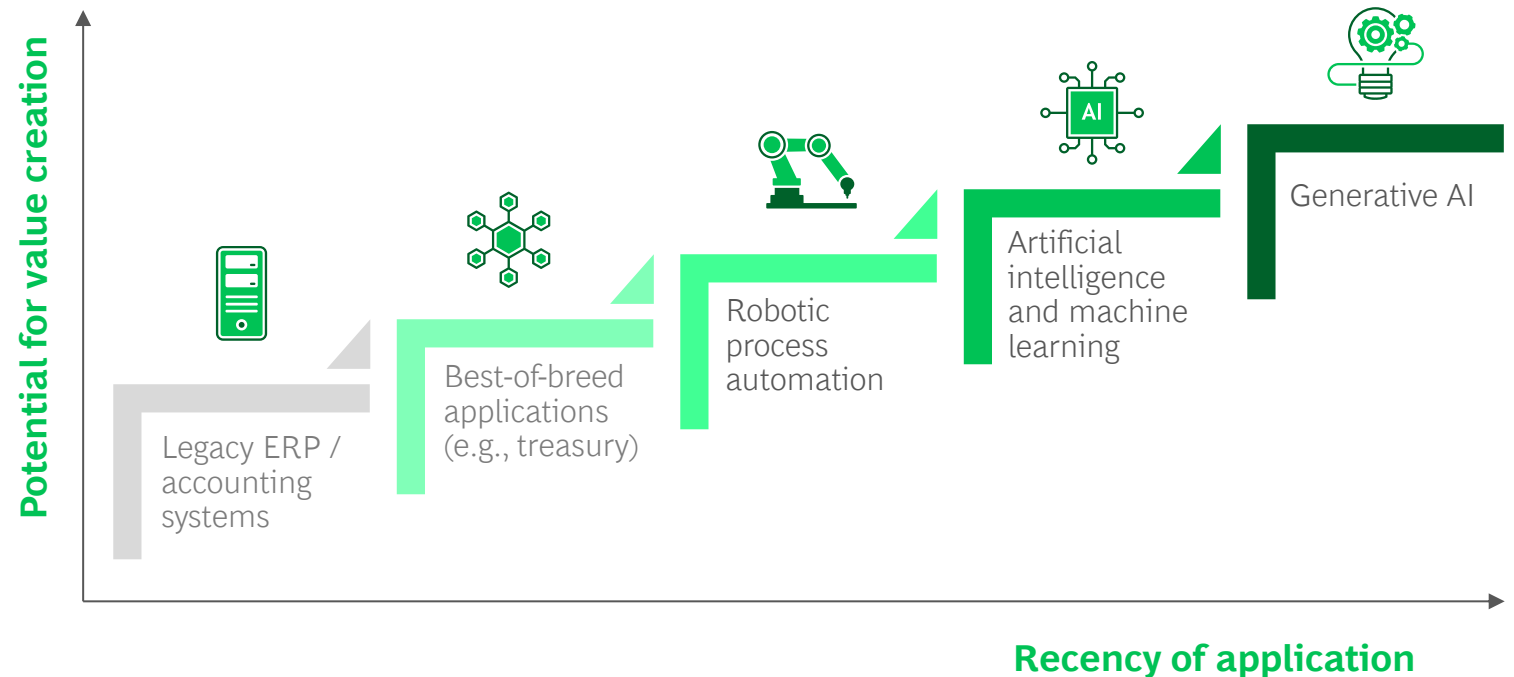 Potential for value creation
Legacy ERP /
accounting
systems
Best-of-breed
applications
(e.g., treasury)
Robotic
process
automation
AI
Artificial
intelligence
and machine
learning
Generative AI
Recency of application